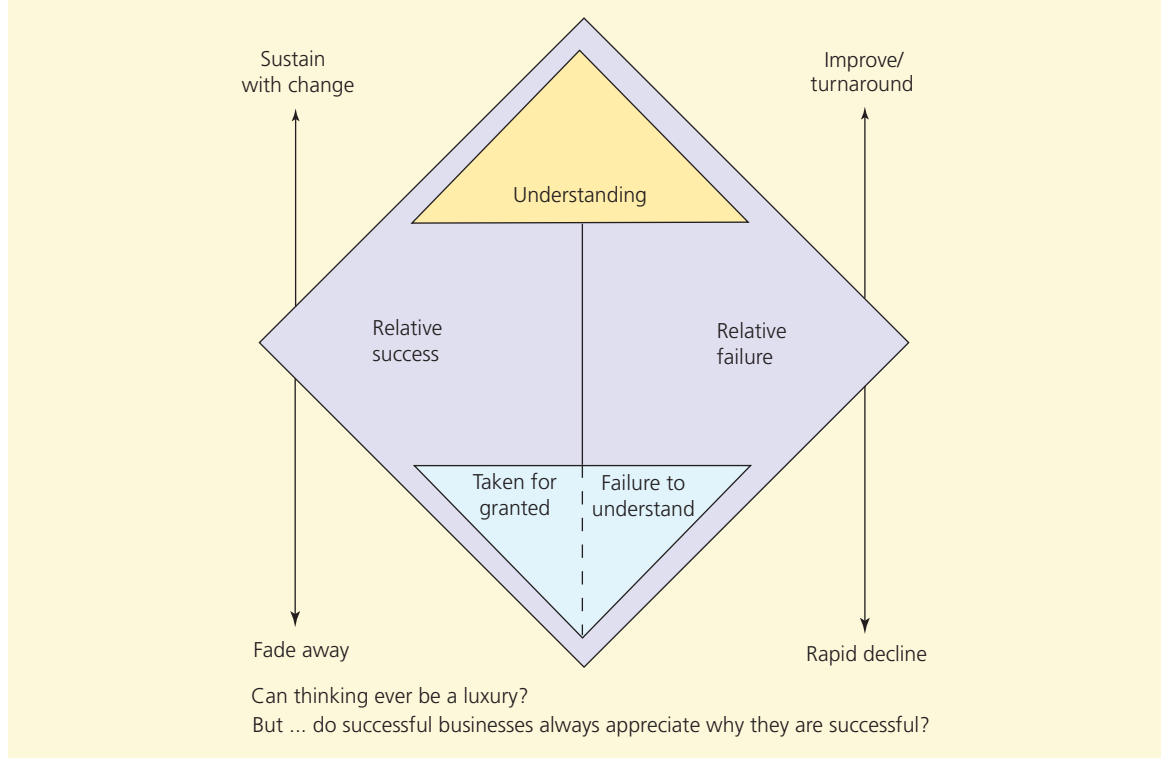 Sustain
with change
Improve/
turnaround
Understanding
Relative
success
Relative
failure
Taken for
granted
Failure to
understand
Fade away
Rapid decline
Can thinking ever be a luxury?
But ... do successful businesses always appreciate why they are successful?